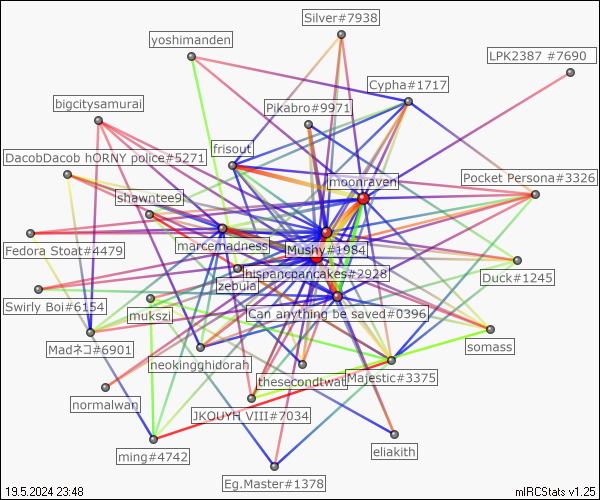 Silver#7938
yoshimanden
LPK2387 #7690
Cypha#1717
bigcitysamurai
Pikabro#9971
frisout
DacobDacob hORNY police#5271
moonraven
Pocket Persona#3326
shawntee9
marcemadness
Fedora Stoat#4479
Mushy#1984
lhispancpancakes#2928
Duck#1245
zebula
Swirly Boi#6154
mukszi
Can anything be saved#0396
Madネコ#6901
somass
neokingghidorah
thesecondtwat
Majestic#3375
normalwan
JKOUYH VIII#7034
eliakith
ming#4742
Eg.Master#1378
19.5.2024 23:48
mIRCStats v1.25